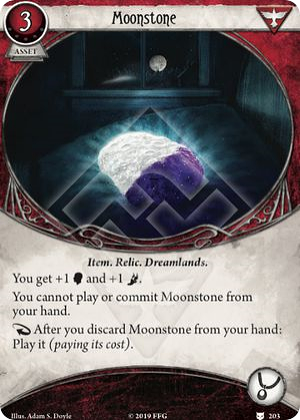 Moonstone
3
ASSET
Item. Relic. Dreamlands.
You get +1 and +1 .
You cannot play or commit Moonstone from
your hand.
After you discard Moonstone from your hand:
Play it (paying its cost).
Illus. Adam S. Doyle
© 2019 FFG
203